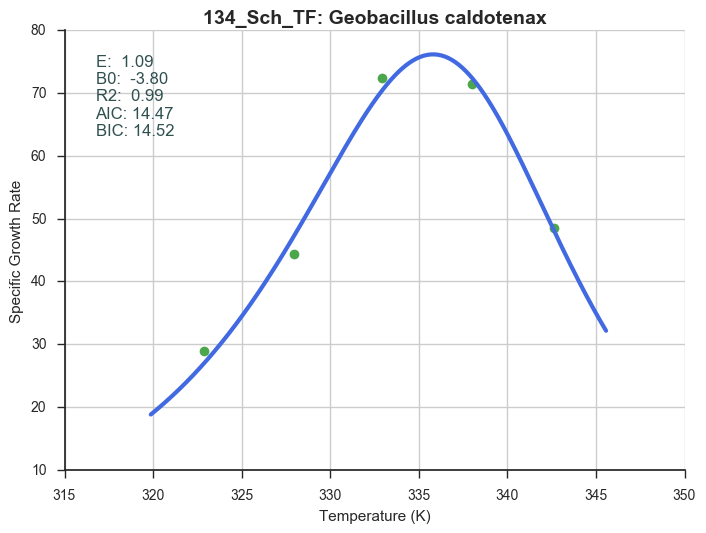 134_Sch_TF: Geobacillus caldotenax
E: 1.09
B0: -3.80
R2: 0.99
AIC: 14.47
BIC: 14.52
Specific Growth Rate
80
70
60
50
40
30
20
10
315 320 325 330 335 340 345 350
Temperature (K)